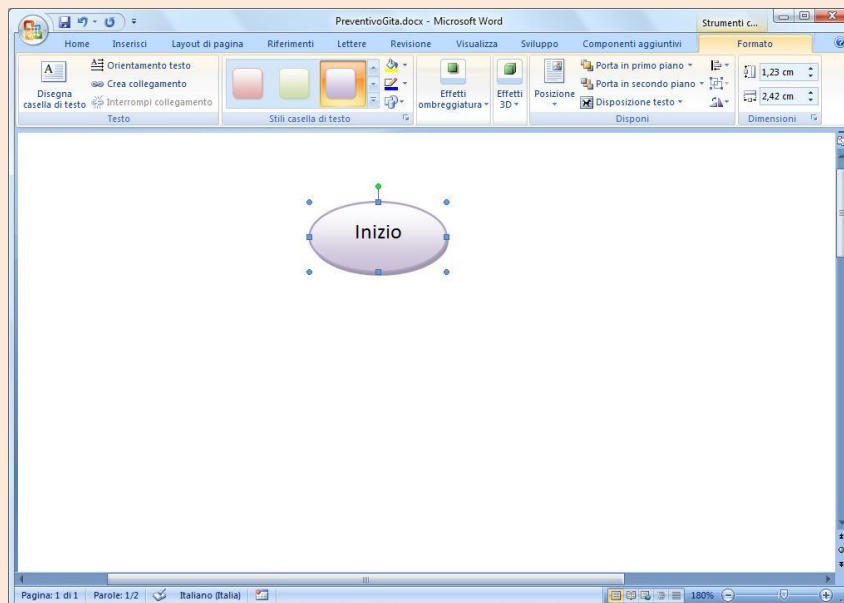 PreventivoGita.docx - Microsoft Word
Strumenti c...
Home Inserisci Layout di pagina Riferimenti Lettere Revisione Visualizza Sviluppo Componenti aggiuntivi Formato
Disegna casella di testo
Orientamento testo
Crea collegamento
Interrompi collegamento
Testo
Stili casella di testo
Effetti ombreggiatura
Effetti 3D
Posizione
Porta in primo piano
Porta in secondo piano
Disposizione testo
Disponi
1,23 cm
2,42 cm
Dimensioni
Inizio
Pagina: 1 di 1 Parole: 1/2 Italiano (Italia) 180%